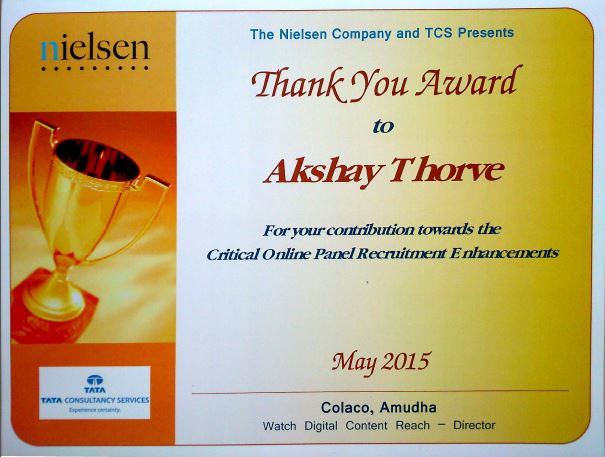 nielsen
The Nielsen Company and TCS Presents
Thank You Award
to
Akshay Thorve
For your contribution towards the
Critical Online Panel Recruitment Enhancements
May 2015
TATA
TATA CONSULTANCY SERVICES
Experience certainty.
Colaco, Amudha
Watch Digital Content Reach – Director